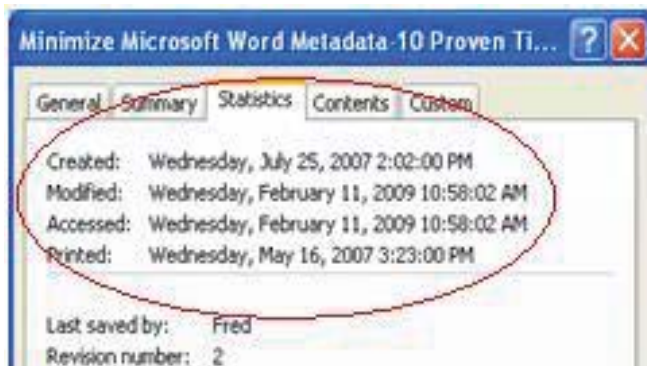 Minimize Microsoft Word Metadata-10 Proven Ti...
General Summary Statistics Contents Custom
Created: Wednesday, July 25, 2007 2:02:00 PM
Modified: Wednesday, February 11, 2009 10:58:02 AM
Accessed: Wednesday, February 11, 2009 10:58:02 AM
Printed: Wednesday, May 16, 2007 3:23:00 PM
Last saved by: Fred
Revision number: 2